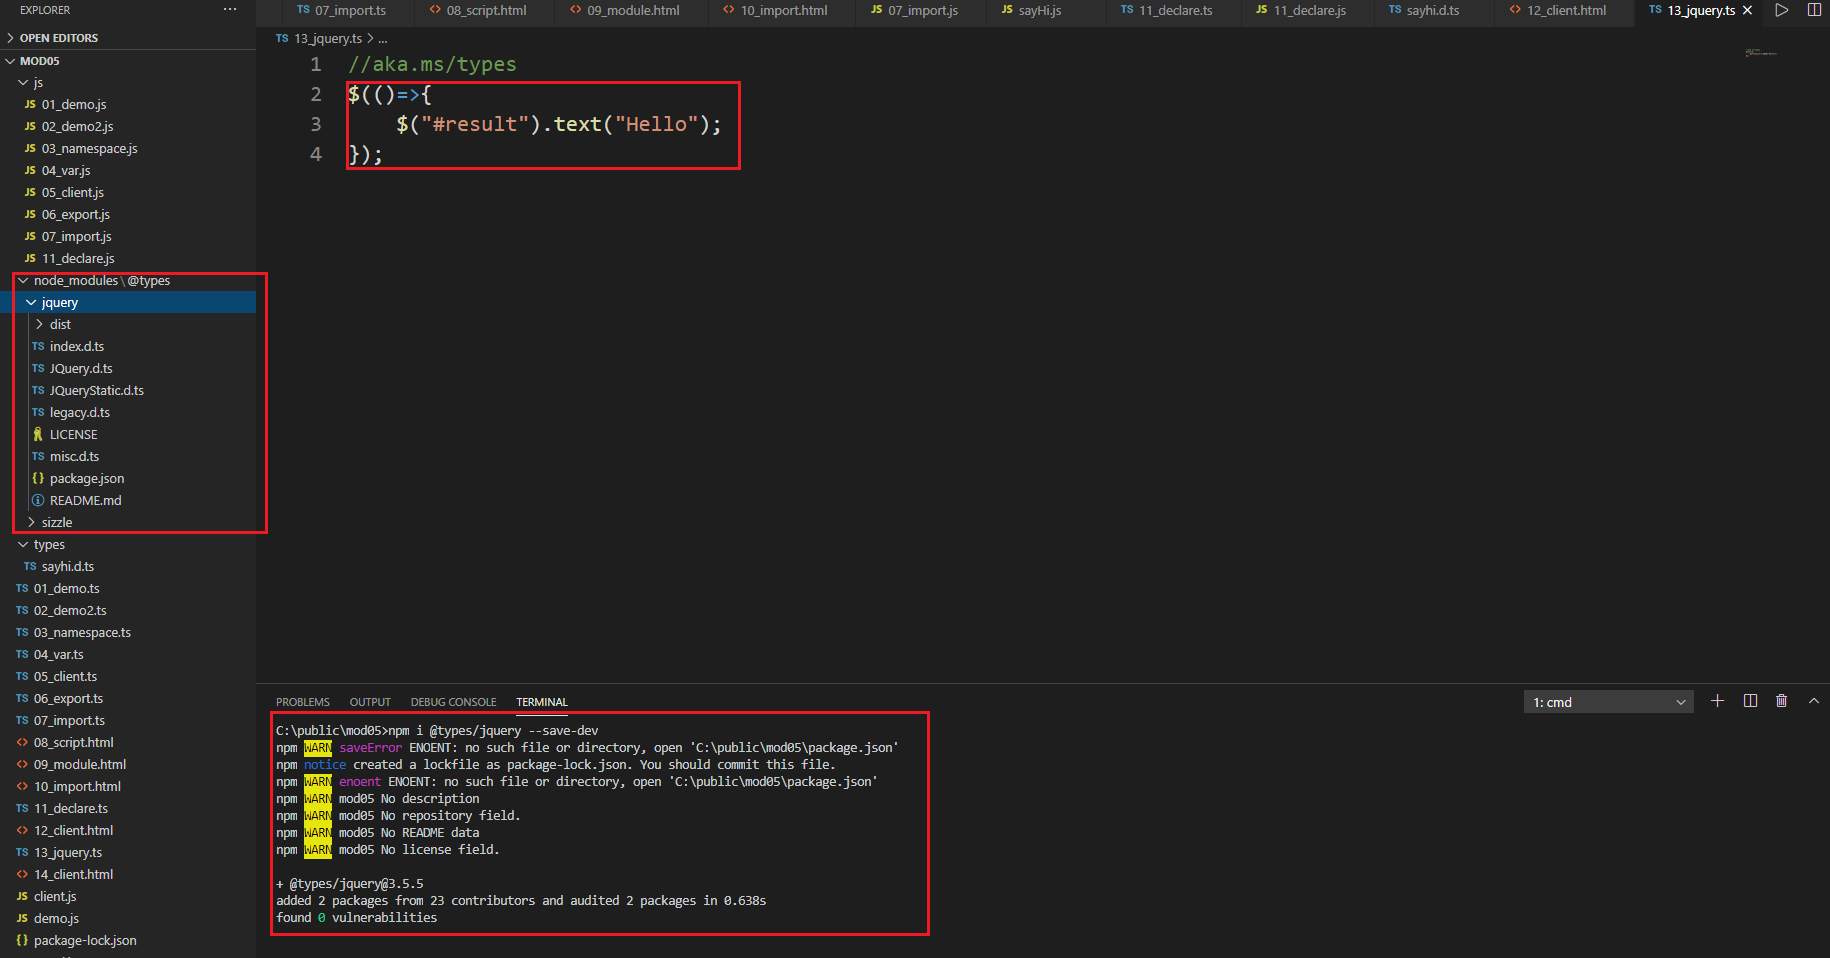 EXPLORER
···
OPEN EDITORS
MOD05
js
JS 01_demo.js
JS 02_demo2.js
JS 03_namespace.js
JS 04_var.js
JS 05_client.js
JS 06_export.js
JS 07_import.js
JS 11_declare.js
node_modules\@types
jquery
dist
TS index.d.ts
TS JQuery.d.ts
TS JQueryStatic.d.ts
TS legacy.d.ts
LICENSE
TS misc.d.ts
{} package.json
README.md
sizzle
types
TS sayhi.d.ts
TS 01_demo.ts
TS 02_demo2.ts
TS 03_namespace.ts
TS 04_var.ts
TS 05_client.ts
TS 06_export.ts
TS 07_import.ts
<> 08_script.html
<> 09_module.html
<> 10_import.html
TS 11_declare.ts
<> 12_client.html
TS 13_jquery.ts
<> 14_client.html
JS client.js
JS demo.js
{} package-lock.json
TS 07_import.ts <> 08_script.html <> 09_module.html <> 10_import.html JS 07_import.js JS sayHi.js TS 11_declare.ts JS 11_declare.js TS sayhi.d.ts <> 12_client.html TS 13_jquery.ts
TS 13_jquery.ts > ...
1 //aka.ms/types
2 $(()=>{
3 $("#result").text("Hello");
4 });
PROBLEMS OUTPUT DEBUG CONSOLE TERMINAL
1: cmd
C:\public\mod05>npm i @types/jquery --save-dev
npm WARN saveError ENOENT: no such file or directory, open 'C:\public\mod05\package.json'
npm notice created a lockfile as package-lock.json. You should commit this file.
npm WARN enoent ENOENT: no such file or directory, open 'C:\public\mod05\package.json'
npm WARN mod05 No description
npm WARN mod05 No repository field.
npm WARN mod05 No README data
npm WARN mod05 No license field.
+ @types/jquery@3.5.5
added 2 packages from 23 contributors and audited 2 packages in 0.638s
found 0 vulnerabilities